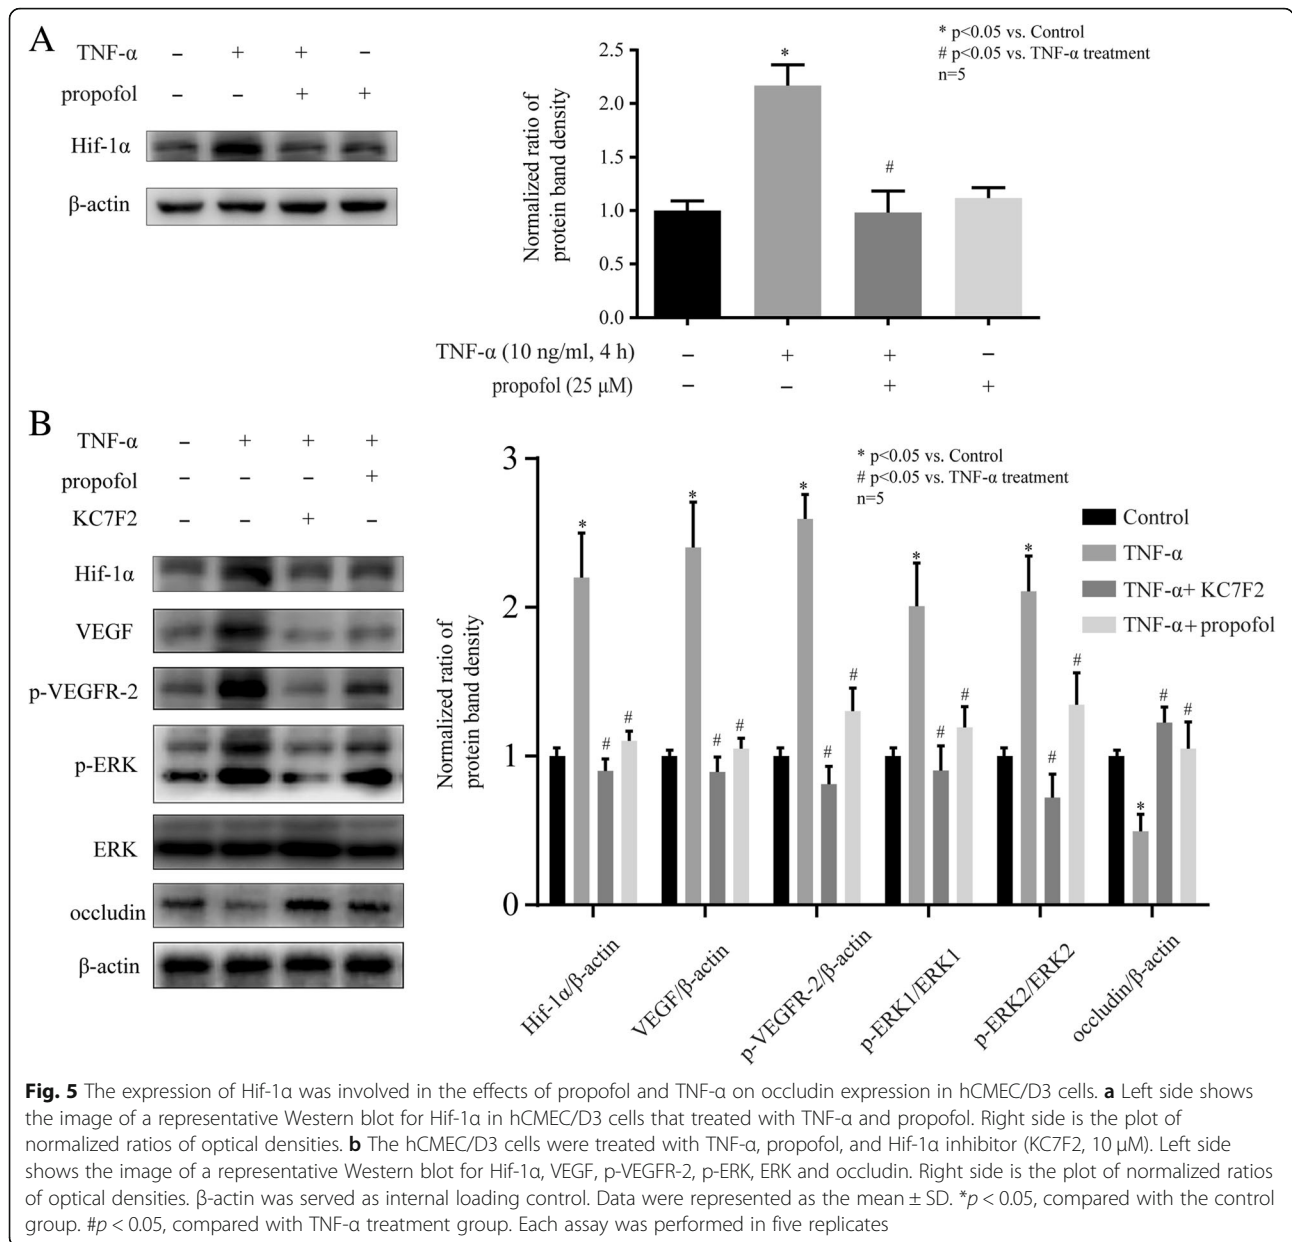 A
TNF-α – + + –
propofol – – + +
Hif-1α
β-actin
* p<0.05 vs. Control
# p<0.05 vs. TNF-α treatment
n=5
Normalized ratio of
protein band density
2.5
2.0
1.5
1.0
0.5
0.0
*
#
TNF-α (10 ng/ml, 4 h) – + + –
propofol (25 μM) – – + +
B
TNF-α – + + +
propofol – – – +
KC7F2 – – + –
Hif-1α
VEGF
p-VEGFR-2
p-ERK
ERK
occludin
β-actin
* p<0.05 vs. Control
# p<0.05 vs. TNF-α treatment
n=5
Control
TNF-α
TNF-α+ KC7F2
TNF-α+propofol
Normalized ratio of
protein band density
3
2
1
0
* # #
* # #
* # #
* # #
* # #
* # #
Hif-1α/β-actin
VEGF/β-actin
p-VEGFR-2/β-actin
p-ERK1/ERK1
p-ERK2/ERK2
occludin/β-actin
Fig. 5 The expression of Hif-1α was involved in the effects of propofol and TNF-α on occludin expression in hCMEC/D3 cells. a Left side shows
the image of a representative Western blot for Hif-1α in hCMEC/D3 cells that treated with TNF-α and propofol. Right side is the plot of
normalized ratios of optical densities. b The hCMEC/D3 cells were treated with TNF-α, propofol, and Hif-1α inhibitor (KC7F2, 10 μM). Left side
shows the image of a representative Western blot for Hif-1α, VEGF, p-VEGFR-2, p-ERK, ERK and occludin. Right side is the plot of normalized ratios
of optical densities. β-actin was served as internal loading control. Data were represented as the mean ± SD. *p < 0.05, compared with the control
group. #p < 0.05, compared with TNF-α treatment group. Each assay was performed in five replicates